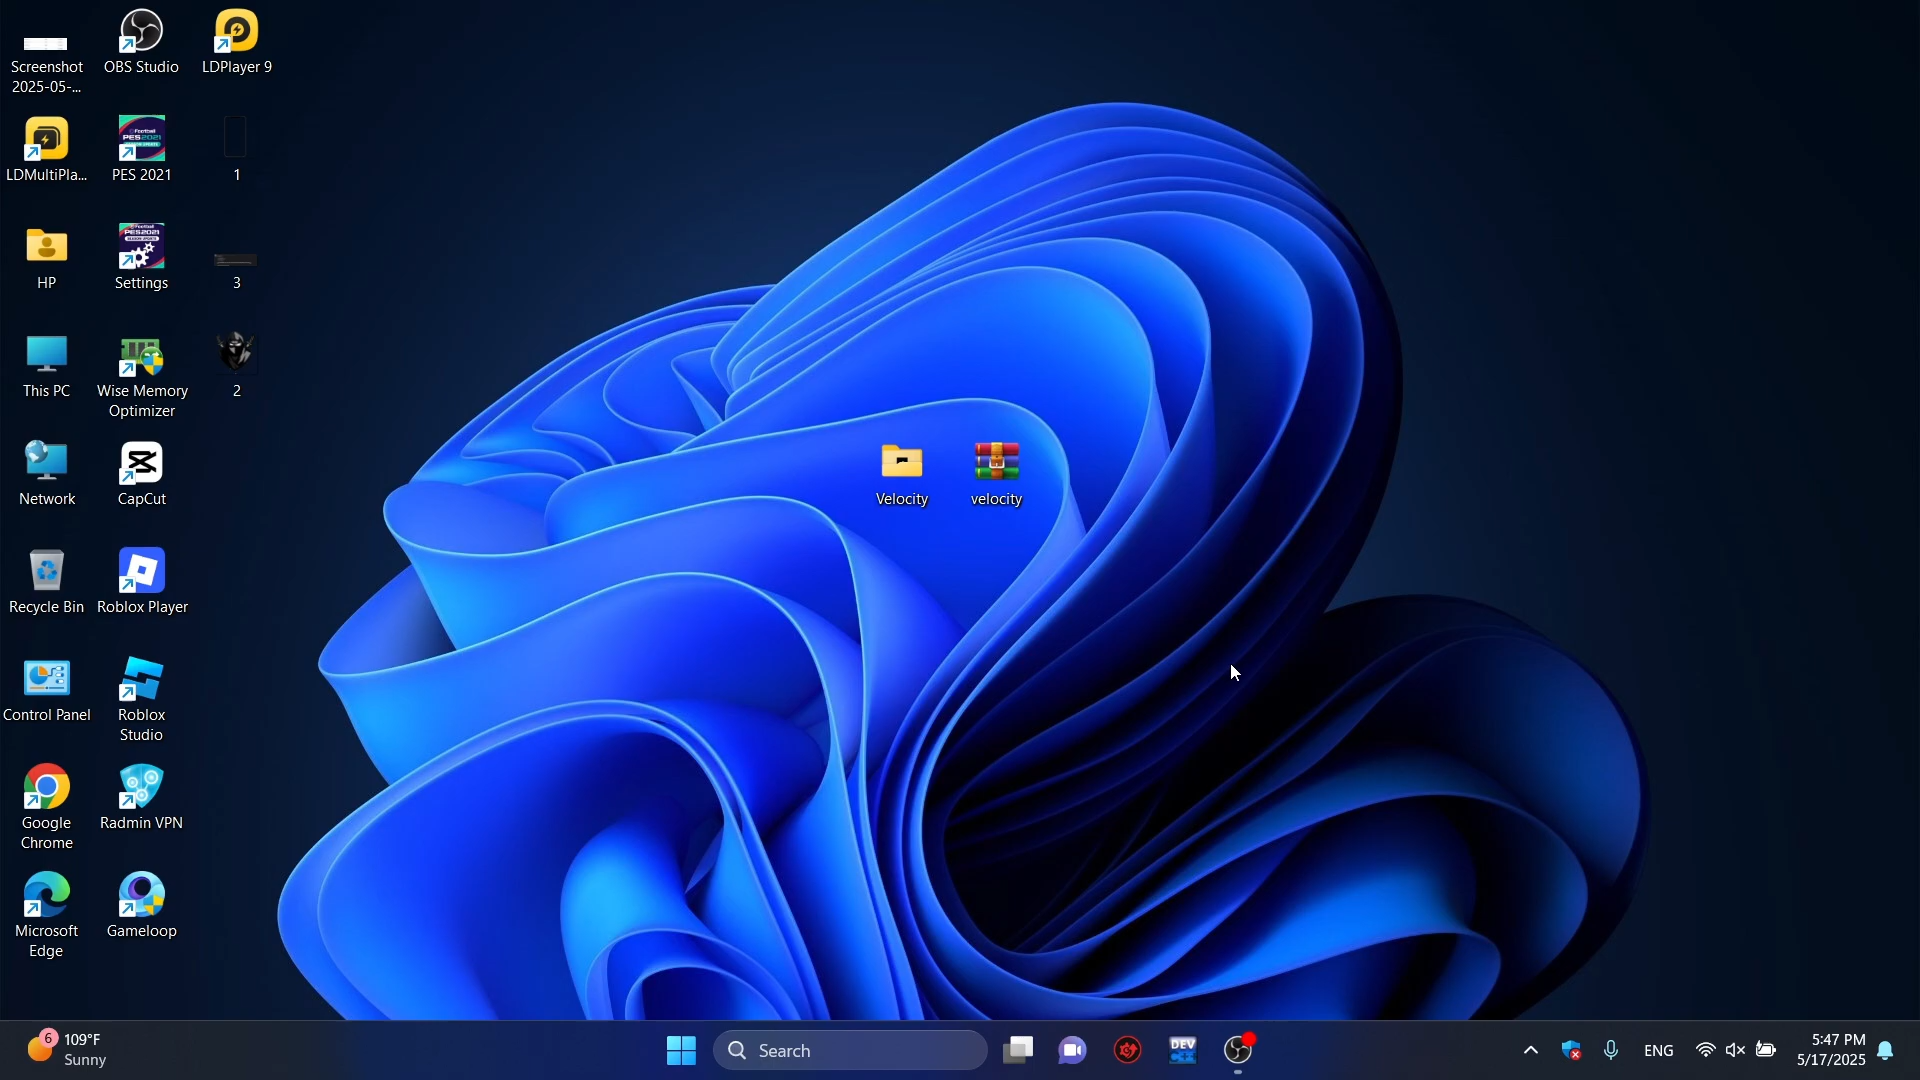 Screenshot
2025-05-...
OBS Studio
LDPlayer 9
LDMultiPla...
PES 2021
1
HP
Settings
3
This PC
Wise Memory
Optimizer
2
Network
CapCut
Velocity
velocity
Recycle Bin
Roblox Player
Control Panel
Roblox
Studio
Google
Chrome
Radmin VPN
Microsoft
Edge
Gameloop
6
109°F
Sunny
Search
DEV
ENG
5:47 PM
5/17/2025